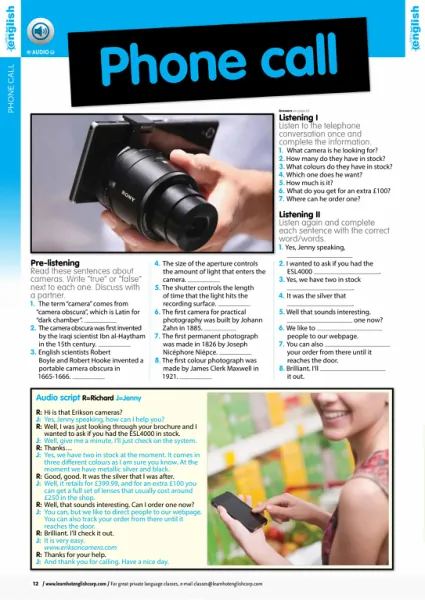 english
AUDIO
PHONE CALL
Phone call
english
SONY
Pre-listening
Read these sentences about
cameras. Write "true" or "false"
next to each one. Discuss with
a partner.
1. The term "camera" comes from
"camera obscura", which is Latin for
"dark chamber".
2. The camera obscura was first invented
by the Iraqi scientist Ibn al-Haytham
in the 15th century.
3. English scientists Robert
Boyle and Robert Hooke invented a
portable camera obscura in
1665-1666.
4. The size of the aperture controls
the amount of light that enters the
camera.
5. The shutter controls the length
of time that the light hits the
recording surface.
6. The first camera for practical
photography was built by Johann
Zahn in 1885.
7. The first permanent photograph
was made in 1826 by Joseph
Nicéphore Niépce.
8. The first colour photograph was
made by James Clerk Maxwell in
1921.
Listening I
Listen to the telephone
conversation once and
complete the information.
1. What camera is he looking for?
2. How many do they have in stock?
3. What colours do they have in stock?
4. Which one does he want?
5. How much is it?
6. What do you get for an extra £100?
7. Where can he order one?
Listening II
Listen again and complete
each sentence with the correct
word/words.
1. Yes, Jenny speaking,
2. I wanted to ask if you had the
ESL4000
3. Yes, we have two in stock
4. It was the silver that
5. Well that sounds interesting.
one now?
6. We like to
people to our webpage.
7. You can also
your order from there until it
reaches the door.
8. Brilliant. I'll
it out.
Audio script R=Richard J=Jenny
R: Hi is that Erikson cameras?
J: Yes, Jenny speaking, how can I help you?
R: Well, I was just looking through your brochure and I
wanted to ask if you had the ESL4000 in stock.
J: Well, give me a minute, I'll just check on the system.
R: Thanks...
J: Yes, we have two in stock at the moment. It comes in
three different colours as I am sure you know. At the
moment we have metallic silver and black.
R: Good, good. It was the silver that I was after.
J: Well, it retails for £399.99, and for an extra £100 you
can get a full set of lenses that usually cost around
£250 in the shop.
R: Well, that sounds interesting. Can I order one now?
J: You can, but we like to direct people to our webpage.
You can also track your order from there until it
reaches the door.
R: Brilliant. I'll check it out.
J: It is very easy.
www.eriksoncamera.com
R: Thanks for your help.
J: And thank you for calling. Have a nice day.
12 / www.learnhotenglishcorp.com / For great private language classes, e-mail classes@learnhotenglishcorp.com